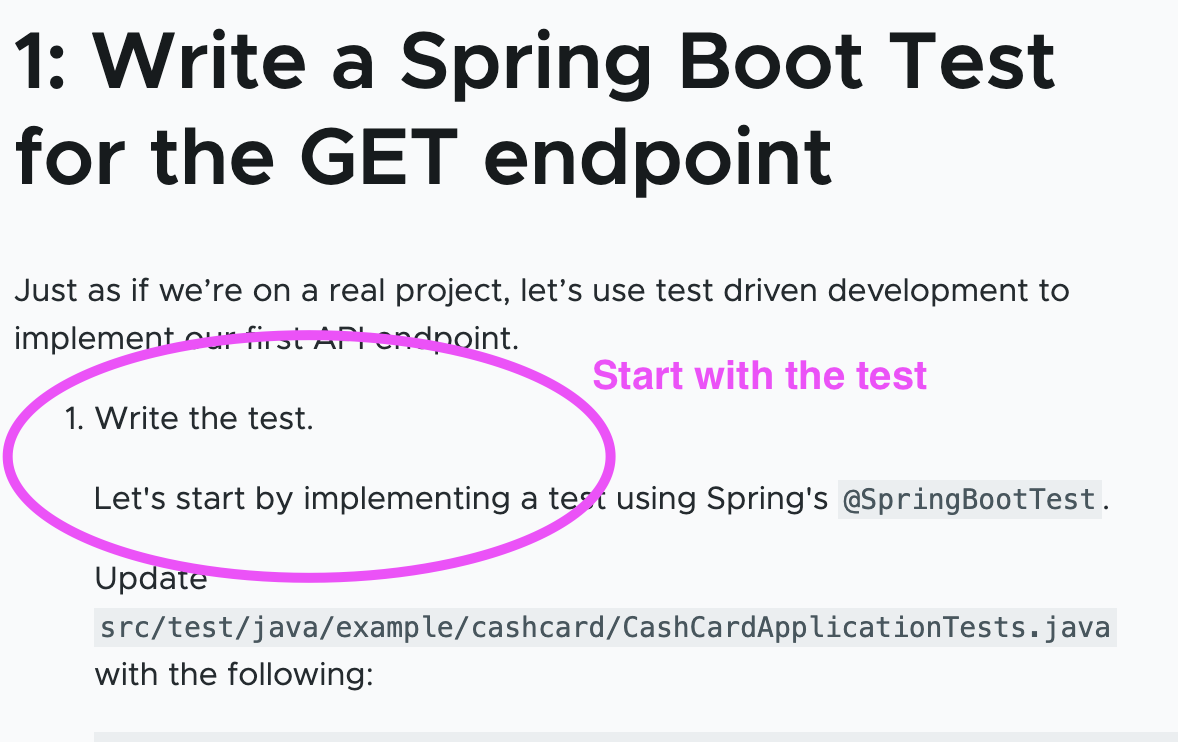 1: Write a Spring Boot Test
for the GET endpoint
Just as if we’re on a real project, let’s use test driven development to
implement our first API endpoint.
Start with the test
1. Write the test.
Let's start by implementing a test using Spring's @SpringBootTest.
Update
src/test/java/example/cashcard/CashCardApplicationTests.java
with the following: